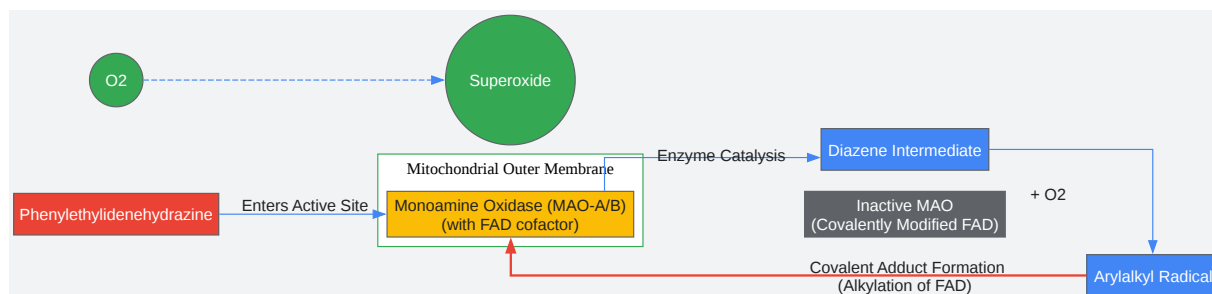 O2
Superoxide
Mitochondrial Outer Membrane
Enzyme Catalysis
Diazene Intermediate
Phenylethylidenehydrazine
Enters Active Site
Monoamine Oxidase (MAO-A/B)
(with FAD cofactor)
Inactive MAO
(Covalently Modified FAD)
+ O2
Covalent Adduct Formation
(Alkylation of FAD)
Arylalkyl Radical